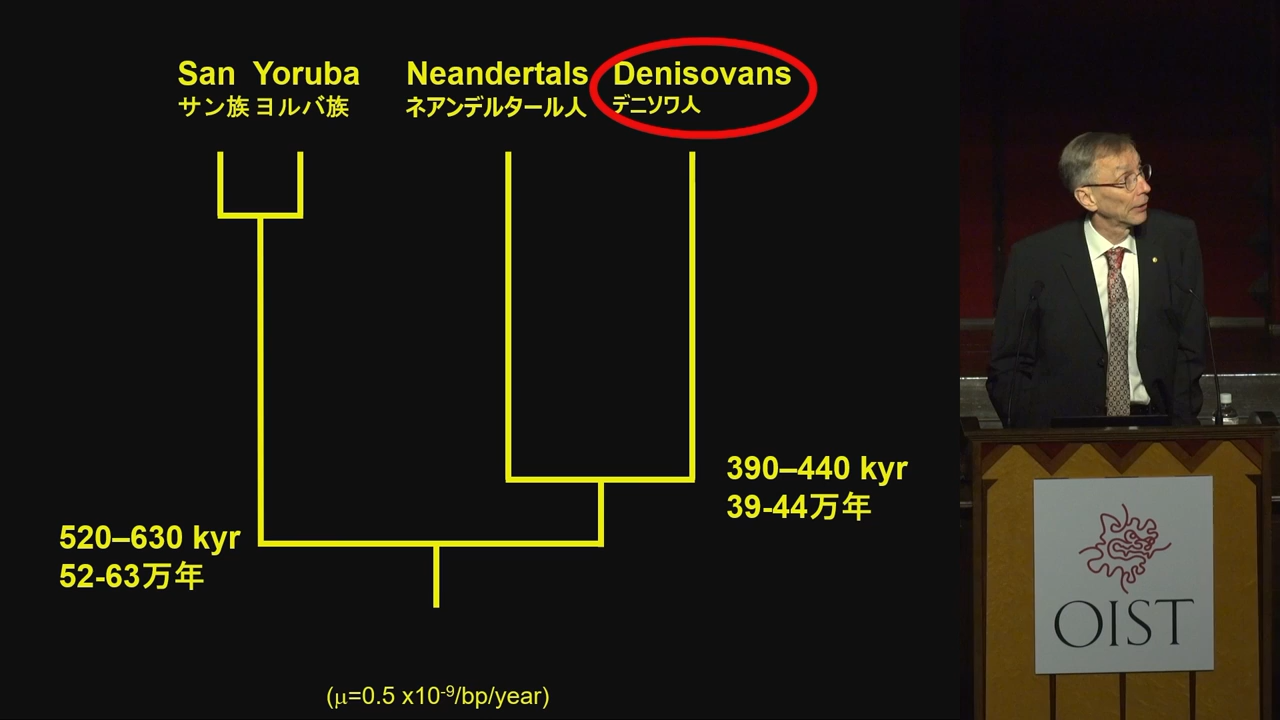 San Yoruba Neandertals Denisovans
サン族 ヨルバ族 ネアンデルタール人 デニソワ人
390–440 kyr
39-44万年
520–630 kyr
52-63万年
(μ=0.5 x10-9/bp/year)
OIST